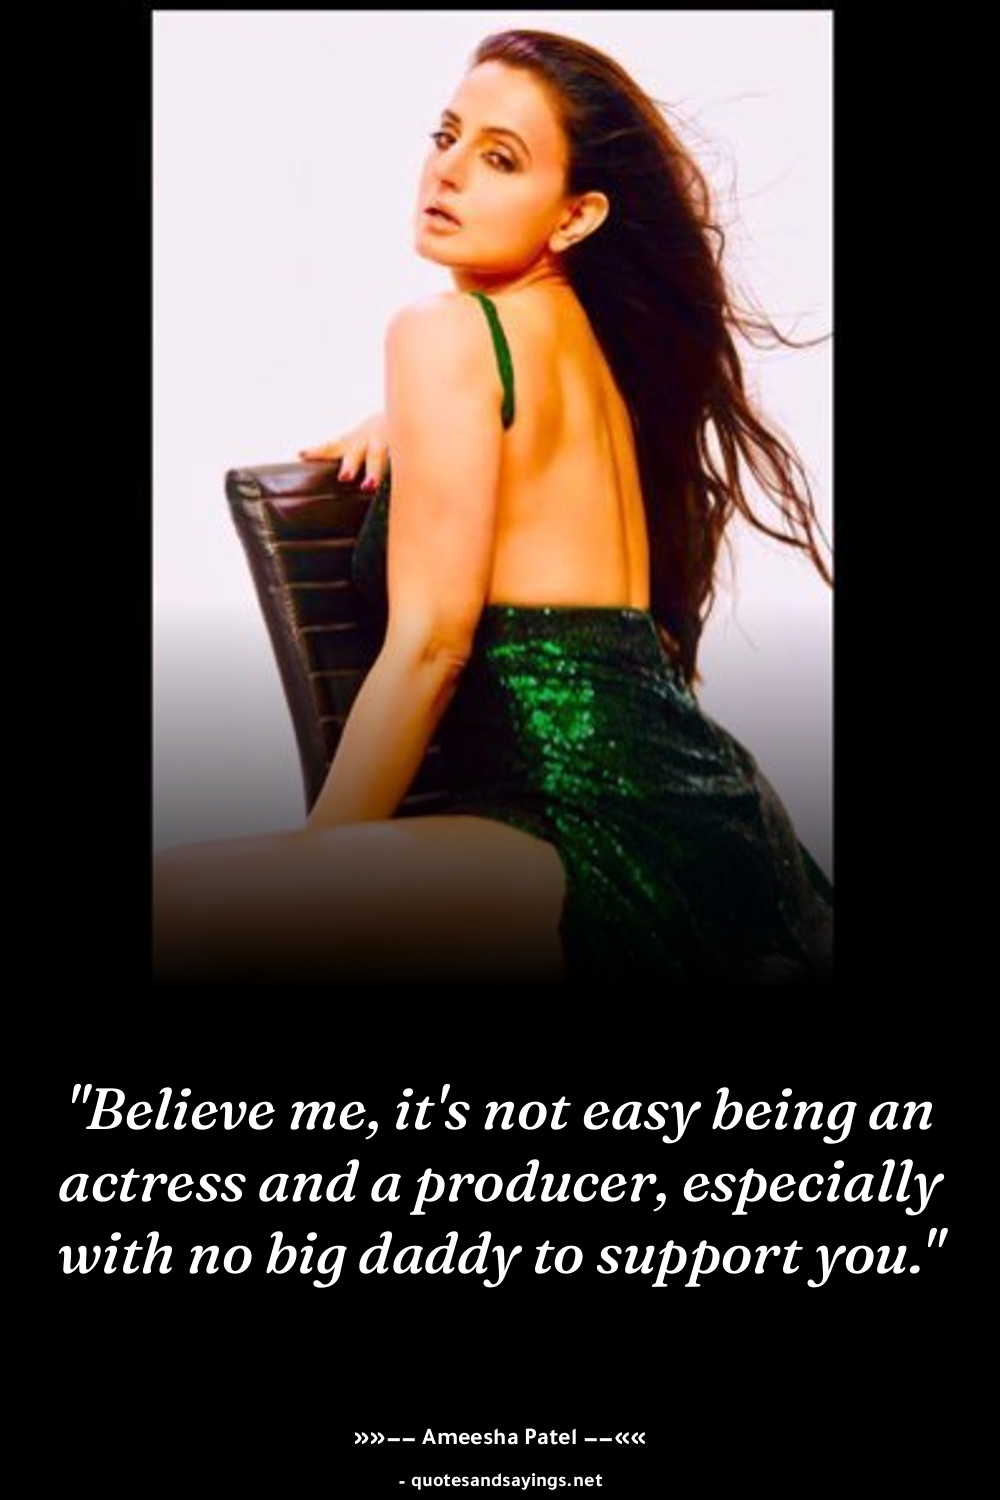 "Believe me, it's not easy being an
actress and a producer, especially
with no big daddy to support you."
»»−− Ameesha Patel −−««
- quotesandsayings.net